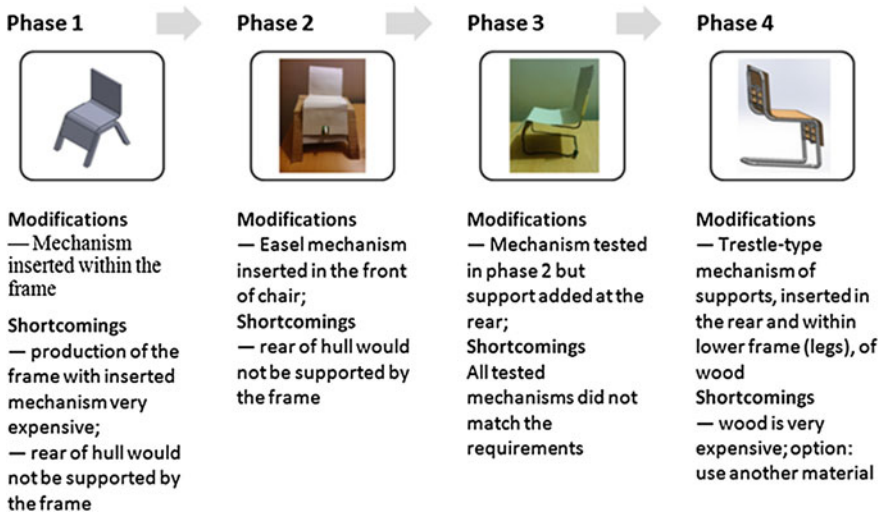 Phase 1
Modifications
— Mechanism
inserted within the
frame
Shortcomings
— production of the
frame with inserted
mechanism very
expensive;
— rear of hull would
not be supported by
the frame
Phase 2
Modifications
— Easel mechanism
inserted in the front
of chair;
Shortcomings
— rear of hull would
not be supported by
the frame
Phase 3
Modifications
— Mechanism tested
in phase 2 but
support added at the
rear;
Shortcomings
All tested
mechanisms did not
match the
requirements
Phase 4
Modifications
— Trestle-type
mechanism of
supports, inserted in
the rear and within
lower frame (legs), of
wood
Shortcomings
— wood is very
expensive; option:
use another material